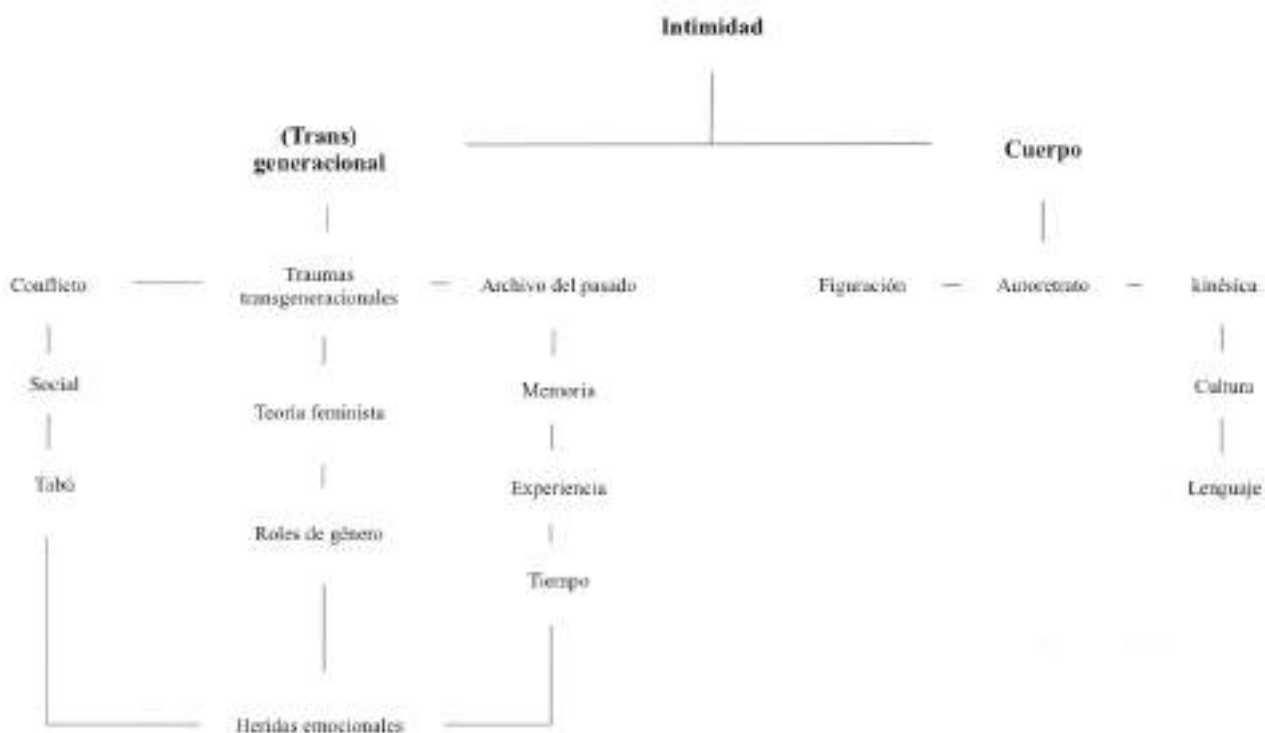 Intimidad
(Trans)
generacional
Cuerpo
Conflicto
Traumas
transgeneracionales
Archivo del pasado
Figuración
Autoretrato
kinésica
Social
Teoría feminista
Memoria
Cultura
Tabú
Experiencia
Lenguaje
Roles de género
Tiempo
Heridas emocionales